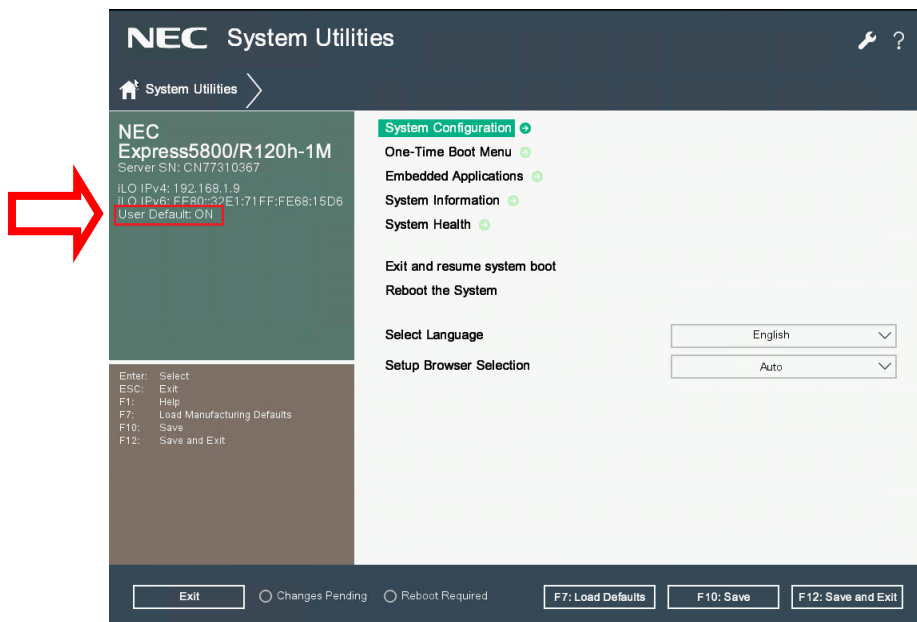 NEC System Utilities
?
System Utilities
NEC
Express5800/R120h-1M
Server SN: CN77310367
iLO IPv4: 192.168.1.9
iLO IPv6: FE80::32E1:71FF:FE68:15D6
User Default: ON
System Configuration
One-Time Boot Menu
Embedded Applications
System Information
System Health
Exit and resume system boot
Reboot the System
Select Language English
Setup Browser Selection Auto
Enter: Select
ESC: Exit
F1: Help
F7: Load Manufacturing Defaults
F10: Save
F12: Save and Exit
Exit Changes Pending Reboot Required F7: Load Defaults F10: Save F12: Save and Exit